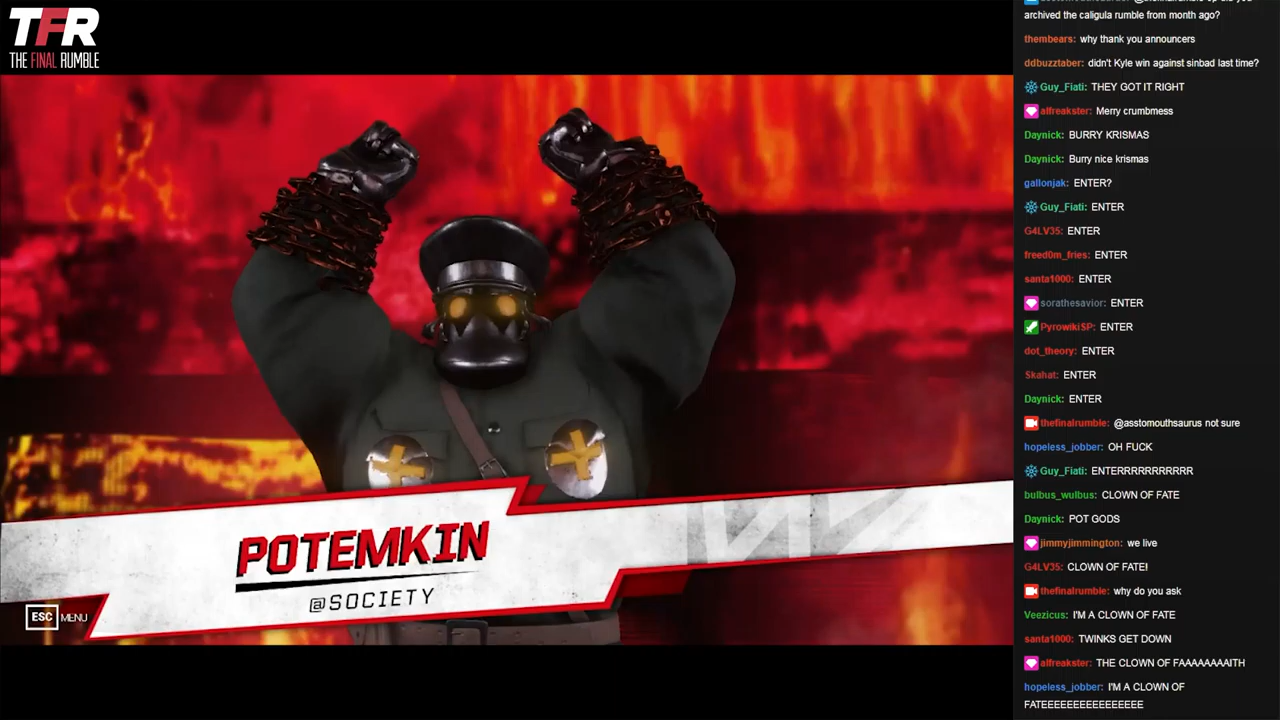 TFR
THE FINAL RUMBLE
POTEMKIN
@SOCIETY
ESC MENU
archived the caligula rumble from month ago?
thembears: why thank you announcers
ddbuzztaber: didn't Kyle win against sinbad last time?
Guy_Fiati: THEY GOT IT RIGHT
alfreakster: Merry crumbmess
Daynick: BURRY KRISMAS
Daynick: Burry nice krismas
gallonjak: ENTER?
Guy_Fiati: ENTER
G4LV35: ENTER
freed0m_fries: ENTER
santa1000: ENTER
sorathesavior: ENTER
PyrowikiSP: ENTER
dot_theory: ENTER
Skahat: ENTER
Daynick: ENTER
thefinalrumble: @asstomouthsaurus not sure
hopeless_jobber: OH FUCK
Guy_Fiati: ENTERRRRRRRRRRR
bulbus_wulbus: CLOWN OF FATE
Daynick: POT GODS
jimmyjimmington: we live
G4LV35: CLOWN OF FATE!
thefinalrumble: why do you ask
Veezicus: I'M A CLOWN OF FATE
santa1000: TWINKS GET DOWN
alfreakster: THE CLOWN OF FAAAAAAAITH
hopeless_jobber: I'M A CLOWN OF
FATEEEEEEEEEEEEEEEE